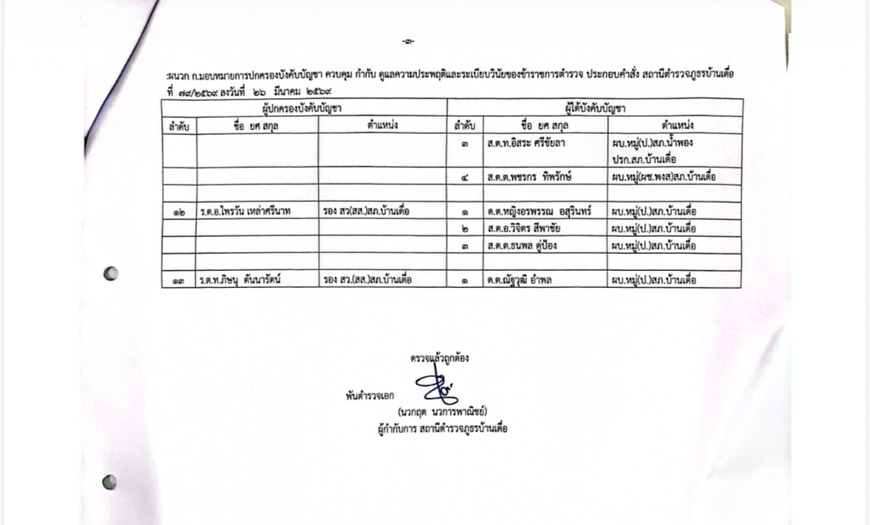 -๓-
ผนวก ก.มอบหมายการปกครองบังคับบัญชา ควบคุม กำกับ ดูแลความประพฤติและระเบียบวินัยของข้าราชการตำรวจ ประกอบคำสั่ง สถานีตำรวจภูธรบ้านเดื่อ
ที่ ๗๙/๒๕๖๙ ลงวันที่ ๒๖ มีนาคม ๒๕๖๙
ผู้ปกครองบังคับบัญชา ผู้ใต้บังคับบัญชา
ลำดับ ชื่อ ยศ สกุล ตำแหน่ง ลำดับ ชื่อ ยศ สกุล ตำแหน่ง
๓ ส.ต.ท.อิสระ ศรีชัยลา ผบ.หมู่(ป.)สภ.น้ำพอง
ปรก.สภ.บ้านเดื่อ
๔ ส.ต.ต.พชรกร ทิพรักษ์ ผบ.หมู่(ผช.พงส)สภ.บ้านเดื่อ
๑๒ ร.ต.อ.ไพรวัน เหล่าศรีนาท รอง สว(สส.)สภ.บ้านเดื่อ ๑ ด.ต.หญิงอรพรรณ อสุรินทร์ ผบ.หมู่(ป.)สภ.บ้านเดื่อ
๒ ส.ต.อ.วิจิตร สีพาชัย ผบ.หมู่(ป.)สภ.บ้านเดื่อ
๓ ส.ต.ต.ธนพล คู่ป้อง ผบ.หมู่(ป.)สภ.บ้านเดื่อ
๑๓ ร.ต.ท.ภิษนุ ตันนารัตน์ รอง สว.(สส.)สภ.บ้านเดื่อ ๑ ด.ต.ณัฐวุฒิ อำพล ผบ.หมู่(ป.)สภ.บ้านเดื่อ
ตรวจแล้วถูกต้อง
พันตำรวจเอก
(นวกฤต นวการพาณิชย์)
ผู้กำกับการ สถานีตำรวจภูธรบ้านเดื่อ